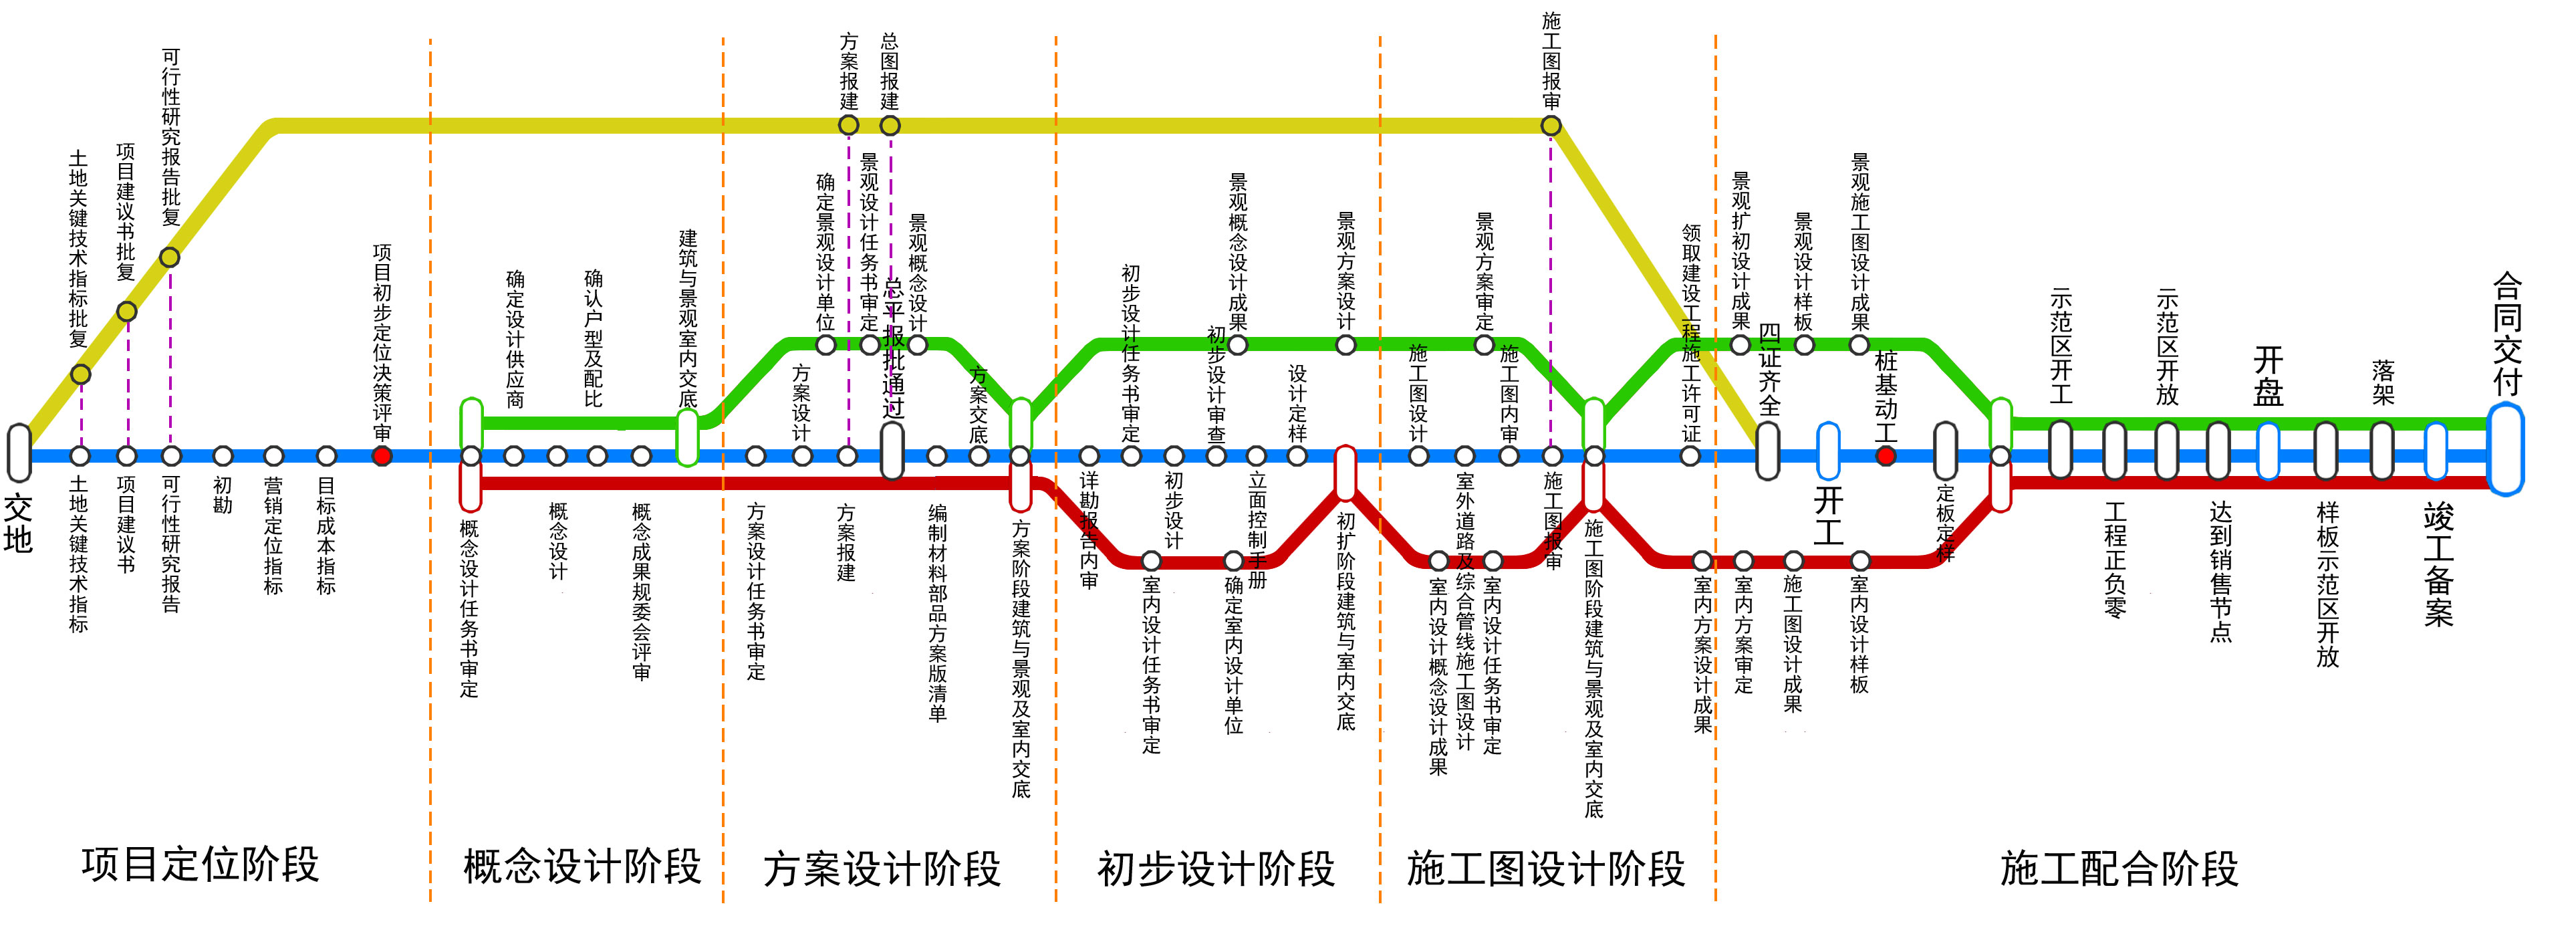 交地
土地关键技术指标批复
项目建议书批复
可行性研究报告批复
土地关键技术指标
项目建议书
可行性研究报告
初勘
营销定位指标
目标成本指标
项目初步定位决策评审
概念设计任务书审定
确定设计供应商
概念设计
确认户型及配比
概念成果规委会评审
建筑与景观室内交底
方案设计任务书审定
方案设计
确定景观设计单位
方案报建
方案报建
景观设计任务书审定
总图报建
总平报批通过
景观概念设计
编制材料部品方案版清单
方案交底
方案阶段建筑与景观及室内交底
详勘报告内审
初步设计任务书审定
室内设计任务书审定
初步设计
初步设计审查
景观概念设计成果
确定室内设计单位
立面控制手册
设计定样
景观方案设计
初扩阶段建筑与室内交底
施工图设计
室内设计概念设计成果
室外道路及综合管线施工图设计
景观方案审定
室内设计任务书审定
施工图内审
施工图报审
施工图报审
施工图阶段建筑与景观及室内交底
领取建设工程施工许可证
室内方案设计成果
景观扩初设计成果
室内方案审定
四证齐全
施工图设计成果
景观设计样板
开工
景观施工图设计成果
室内设计样板
桩基动工
定板定样
示范区开工
工程正负零
示范区开放
达到销售节点
开盘
样板示范区开放
落架
竣工备案
合同交付
项目定位阶段
概念设计阶段
方案设计阶段
初步设计阶段
施工图设计阶段
施工配合阶段